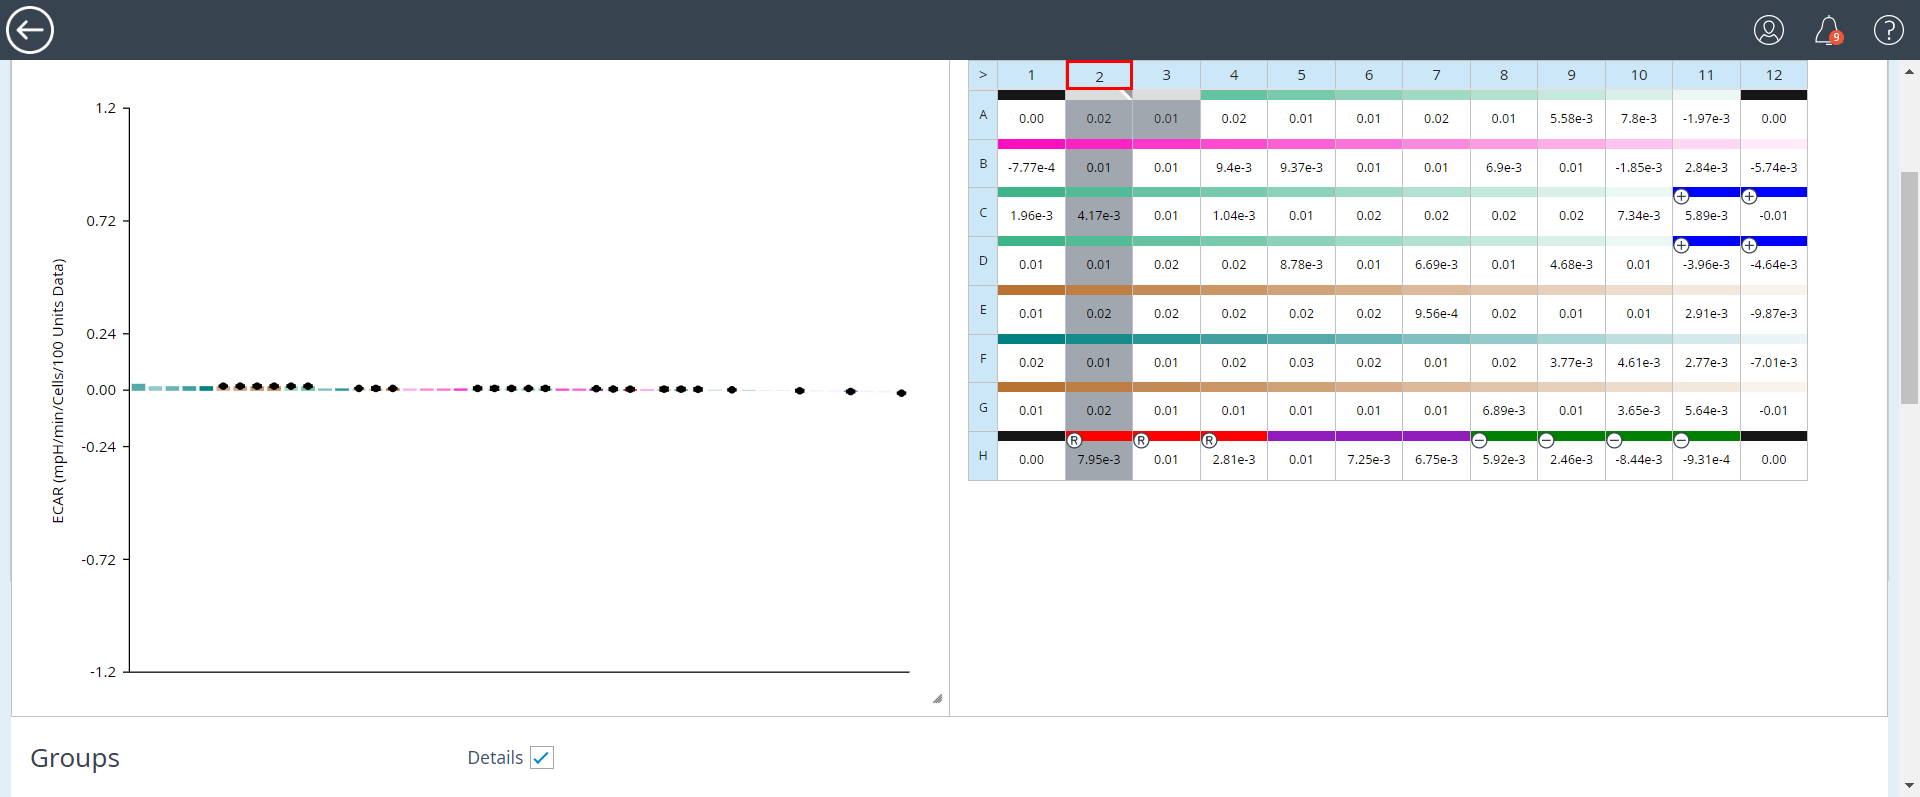 9 ?
> 1 2 3 4 5 6 7 8 9 10 11 12
A 0.00 0.02 0.01 0.02 0.01 0.01 0.02 0.01 5.58e-3 7.8e-3 -1.97e-3 0.00
B -7.77e-4 0.01 0.01 9.4e-3 9.37e-3 0.01 0.01 6.9e-3 0.01 -1.85e-3 2.84e-3 -5.74e-3
+ +
C 1.96e-3 4.17e-3 0.01 1.04e-3 0.01 0.02 0.02 0.02 0.02 7.34e-3 5.89e-3 -0.01
+ +
D 0.01 0.01 0.02 0.02 8.78e-3 0.01 6.69e-3 0.01 4.68e-3 0.01 -3.96e-3 -4.64e-3
E 0.01 0.02 0.02 0.02 0.02 0.02 9.56e-4 0.02 0.01 0.01 2.91e-3 -9.87e-3
F 0.02 0.01 0.01 0.02 0.03 0.02 0.01 0.02 3.77e-3 4.61e-3 2.77e-3 -7.01e-3
G 0.01 0.02 0.01 0.01 0.01 0.01 0.01 6.89e-3 0.01 3.65e-3 5.64e-3 -0.01
R R R − − − −
H 0.00 7.95e-3 0.01 2.81e-3 0.01 7.25e-3 6.75e-3 5.92e-3 2.46e-3 -8.44e-3 -9.31e-4 0.00
ECAR (mpH/min/Cells/100 Units Data)
1.2
0.72
0.24
0.00
-0.24
-0.72
-1.2
Groups
Details